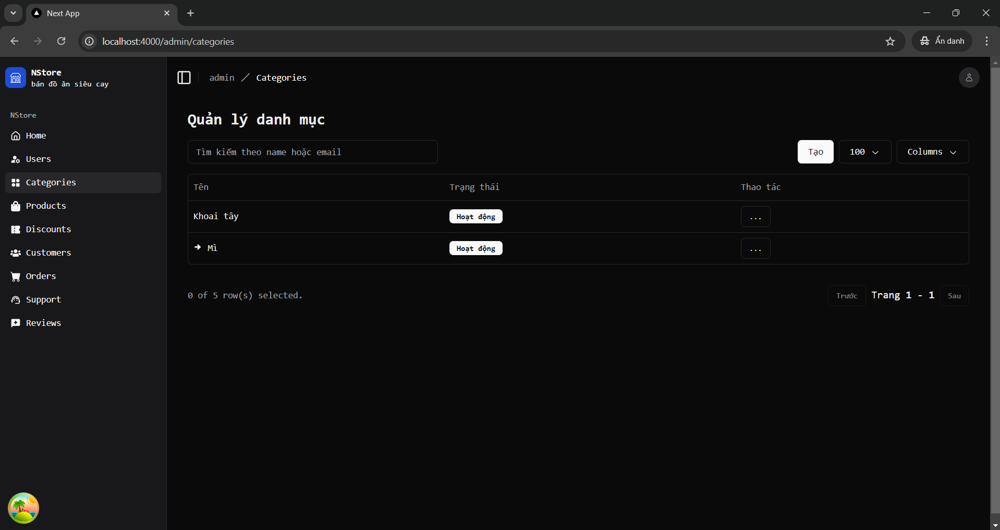 Next App
localhost:4000/admin/categories
Ẩn danh
NStore
bán đồ ăn siêu cay
admin
Categories
NStore
Home
Users
Categories
Products
Discounts
Customers
Orders
Support
Reviews
Quản lý danh mục
Tìm kiếm theo name hoặc email
Tạo
100
Columns
Tên Trạng thái Thao tác
Khoai tây Hoạt động ...
Mì Hoạt động ...
0 of 5 row(s) selected.
Trước Trang 1 - 1 Sau